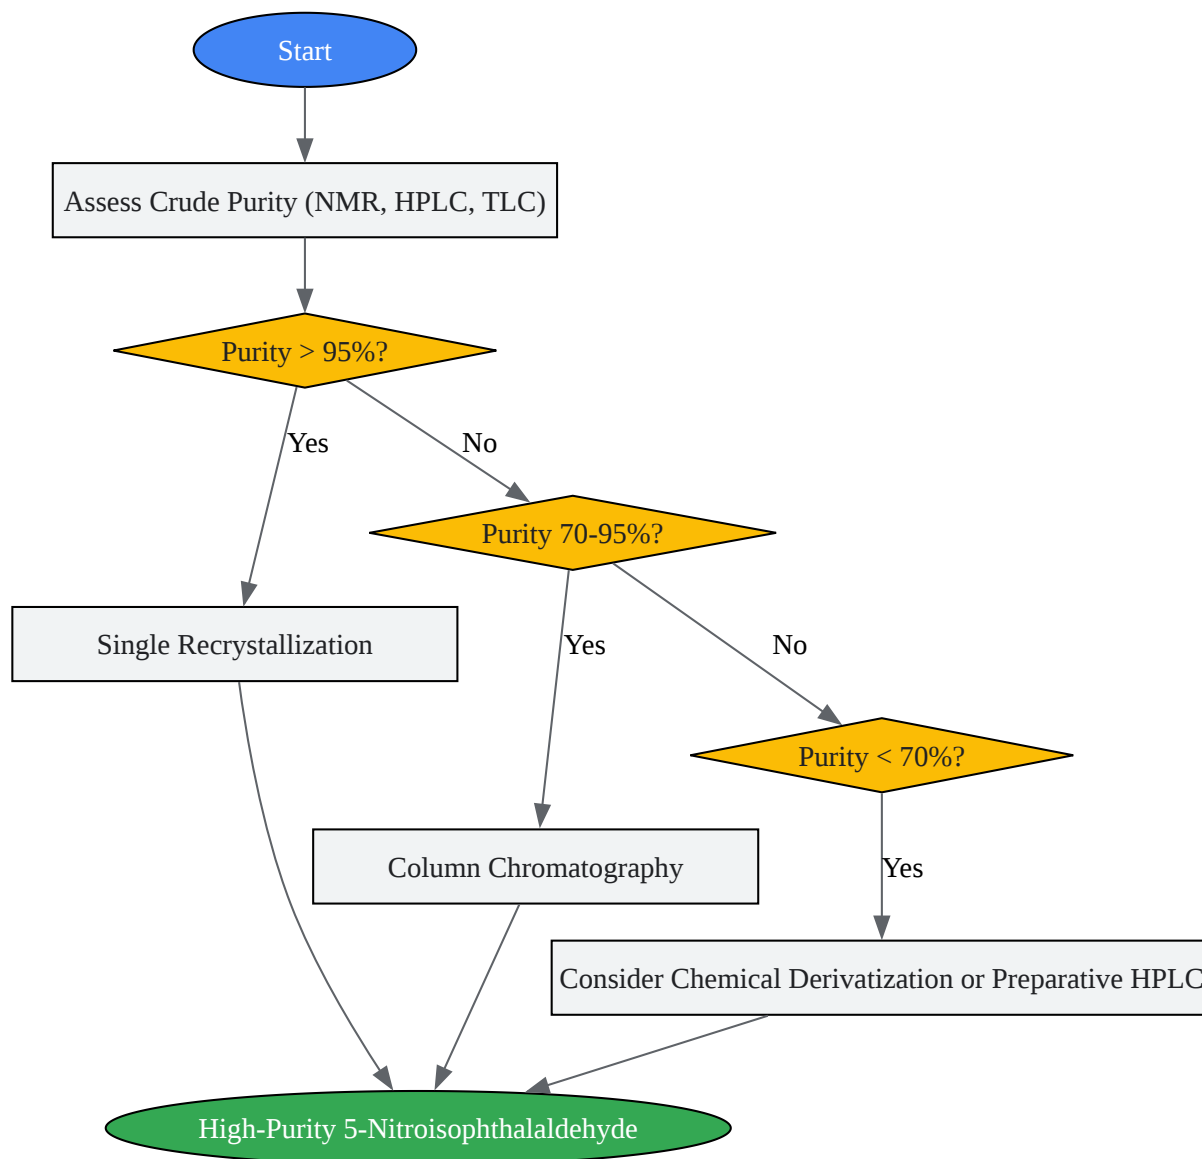 Start
Assess Crude Purity (NMR, HPLC, TLC)
Purity > 95%?
Yes
No
Purity 70-95%?
Single Recrystallization
Yes
No
Purity < 70%?
Column Chromatography
Yes
Consider Chemical Derivatization or Preparative HPLC
High-Purity 5-Nitroisophthalaldehyde